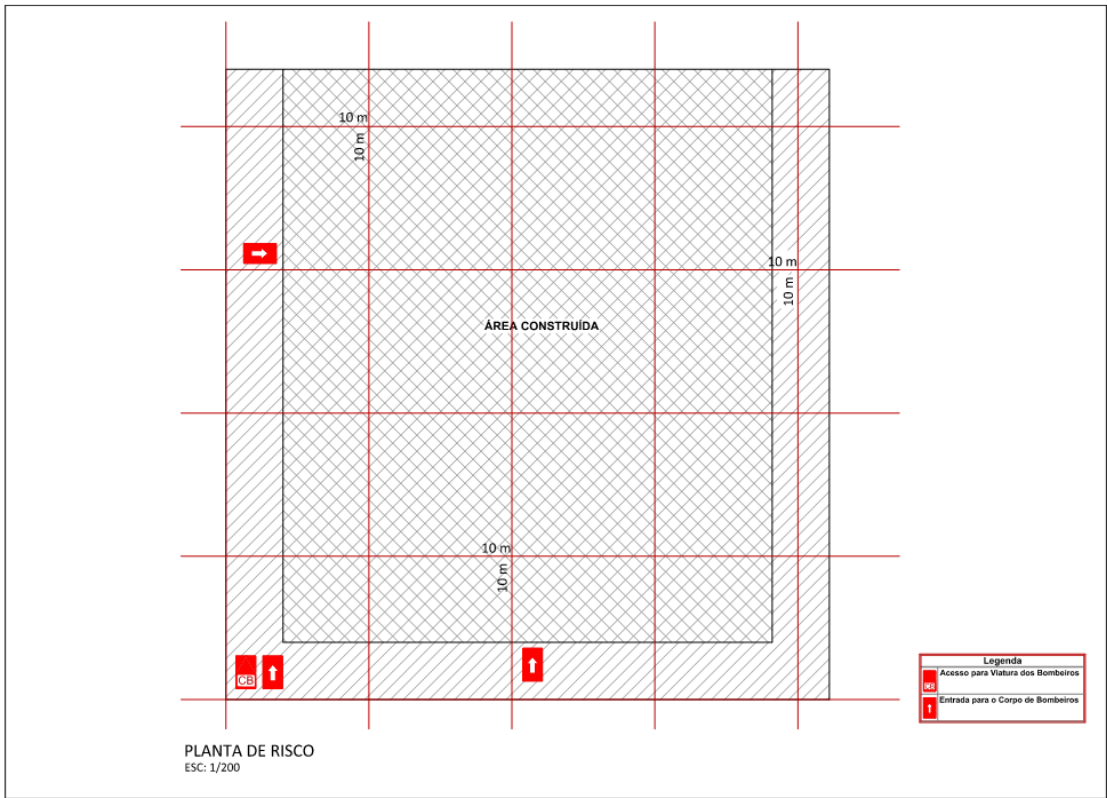 10 m
10 m
10 m
10 m
ÁREA CONSTRUÍDA
10 m
10 m
CB
Legenda
Acesso para Viatura dos Bombeiros
CB
Entrada para o Corpo de Bombeiros
PLANTA DE RISCO
ESC: 1/200